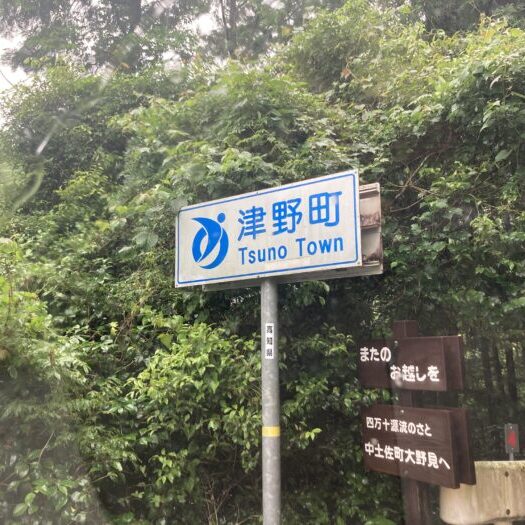 津野町
Tsuno Town
高知県
またの
お越しを
四万十源流のさと
中土佐町大野見へ